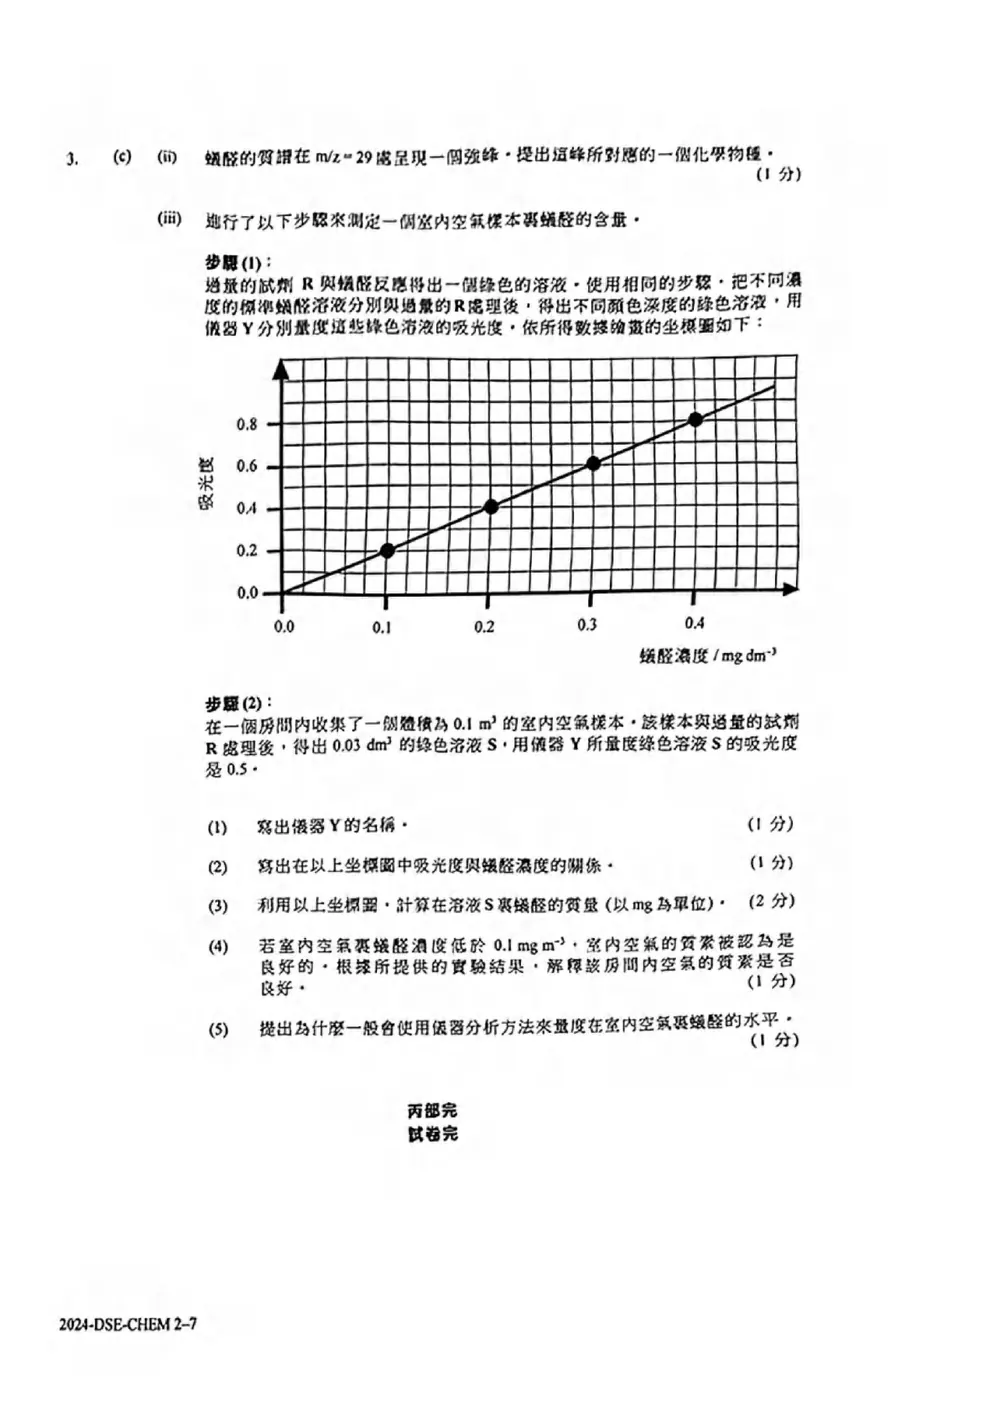 3. (c) (ii) 蟻醛的質譜在 m/z = 29 處呈現一個強峰。提出這峰所對應的一個化學物種。
(1 分)
(iii) 進行了以下步驟來測定一個室內空氣樣本裏蟻醛的含量。
步驟 (1)：
過量的試劑 R 與蟻醛反應得出一個綠色的溶液。使用相同的步驟，把不同濃
度的標準蟻醛溶液分別與過量的 R 處理後，得出不同顏色深度的綠色溶液，用
儀器 Y 分別量度這些綠色溶液的吸光度。依所得數據繪畫的坐標圖如下：
吸光度
0.8
0.6
0.4
0.2
0.0
0.0 0.1 0.2 0.3 0.4
蟻醛濃度 / mg dm⁻³
步驟 (2)：
在一個房間內收集了一個體積為 0.1 m³ 的室內空氣樣本。該樣本與過量的試劑
R 處理後，得出 0.03 dm³ 的綠色溶液 S。用儀器 Y 所量度綠色溶液 S 的吸光度
是 0.5。
(1) 寫出儀器 Y 的名稱。 (1 分)
(2) 寫出在以上坐標圖中吸光度與蟻醛濃度的關係。 (1 分)
(3) 利用以上坐標圖，計算在溶液 S 裏蟻醛的質量 (以 mg 為單位)。 (2 分)
(4) 若室內空氣裏蟻醛濃度低於 0.1 mg m⁻³，室內空氣的質素被認為是
良好的。根據所提供的實驗結果，解釋該房間內空氣的質素是否
良好。 (1 分)
(5) 提出為什麼一般會使用儀器分析方法來量度在室內空氣裏蟻醛的水平。
(1 分)
丙部完
試卷完
2024-DSE-CHEM 2–7